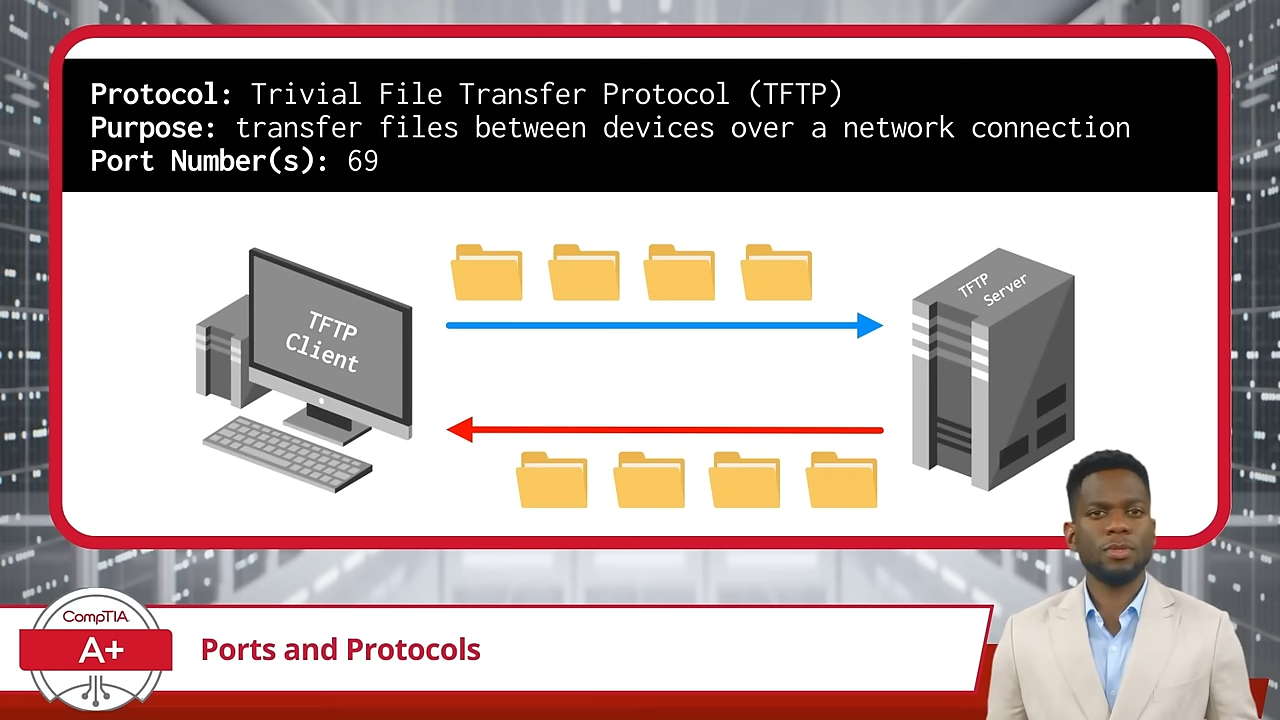 Protocol: Trivial File Transfer Protocol (TFTP)
Purpose: transfer files between devices over a network connection
Port Number(s): 69
TFTP
Client
TFTP
Server
CompTIA
A+
Ports and Protocols